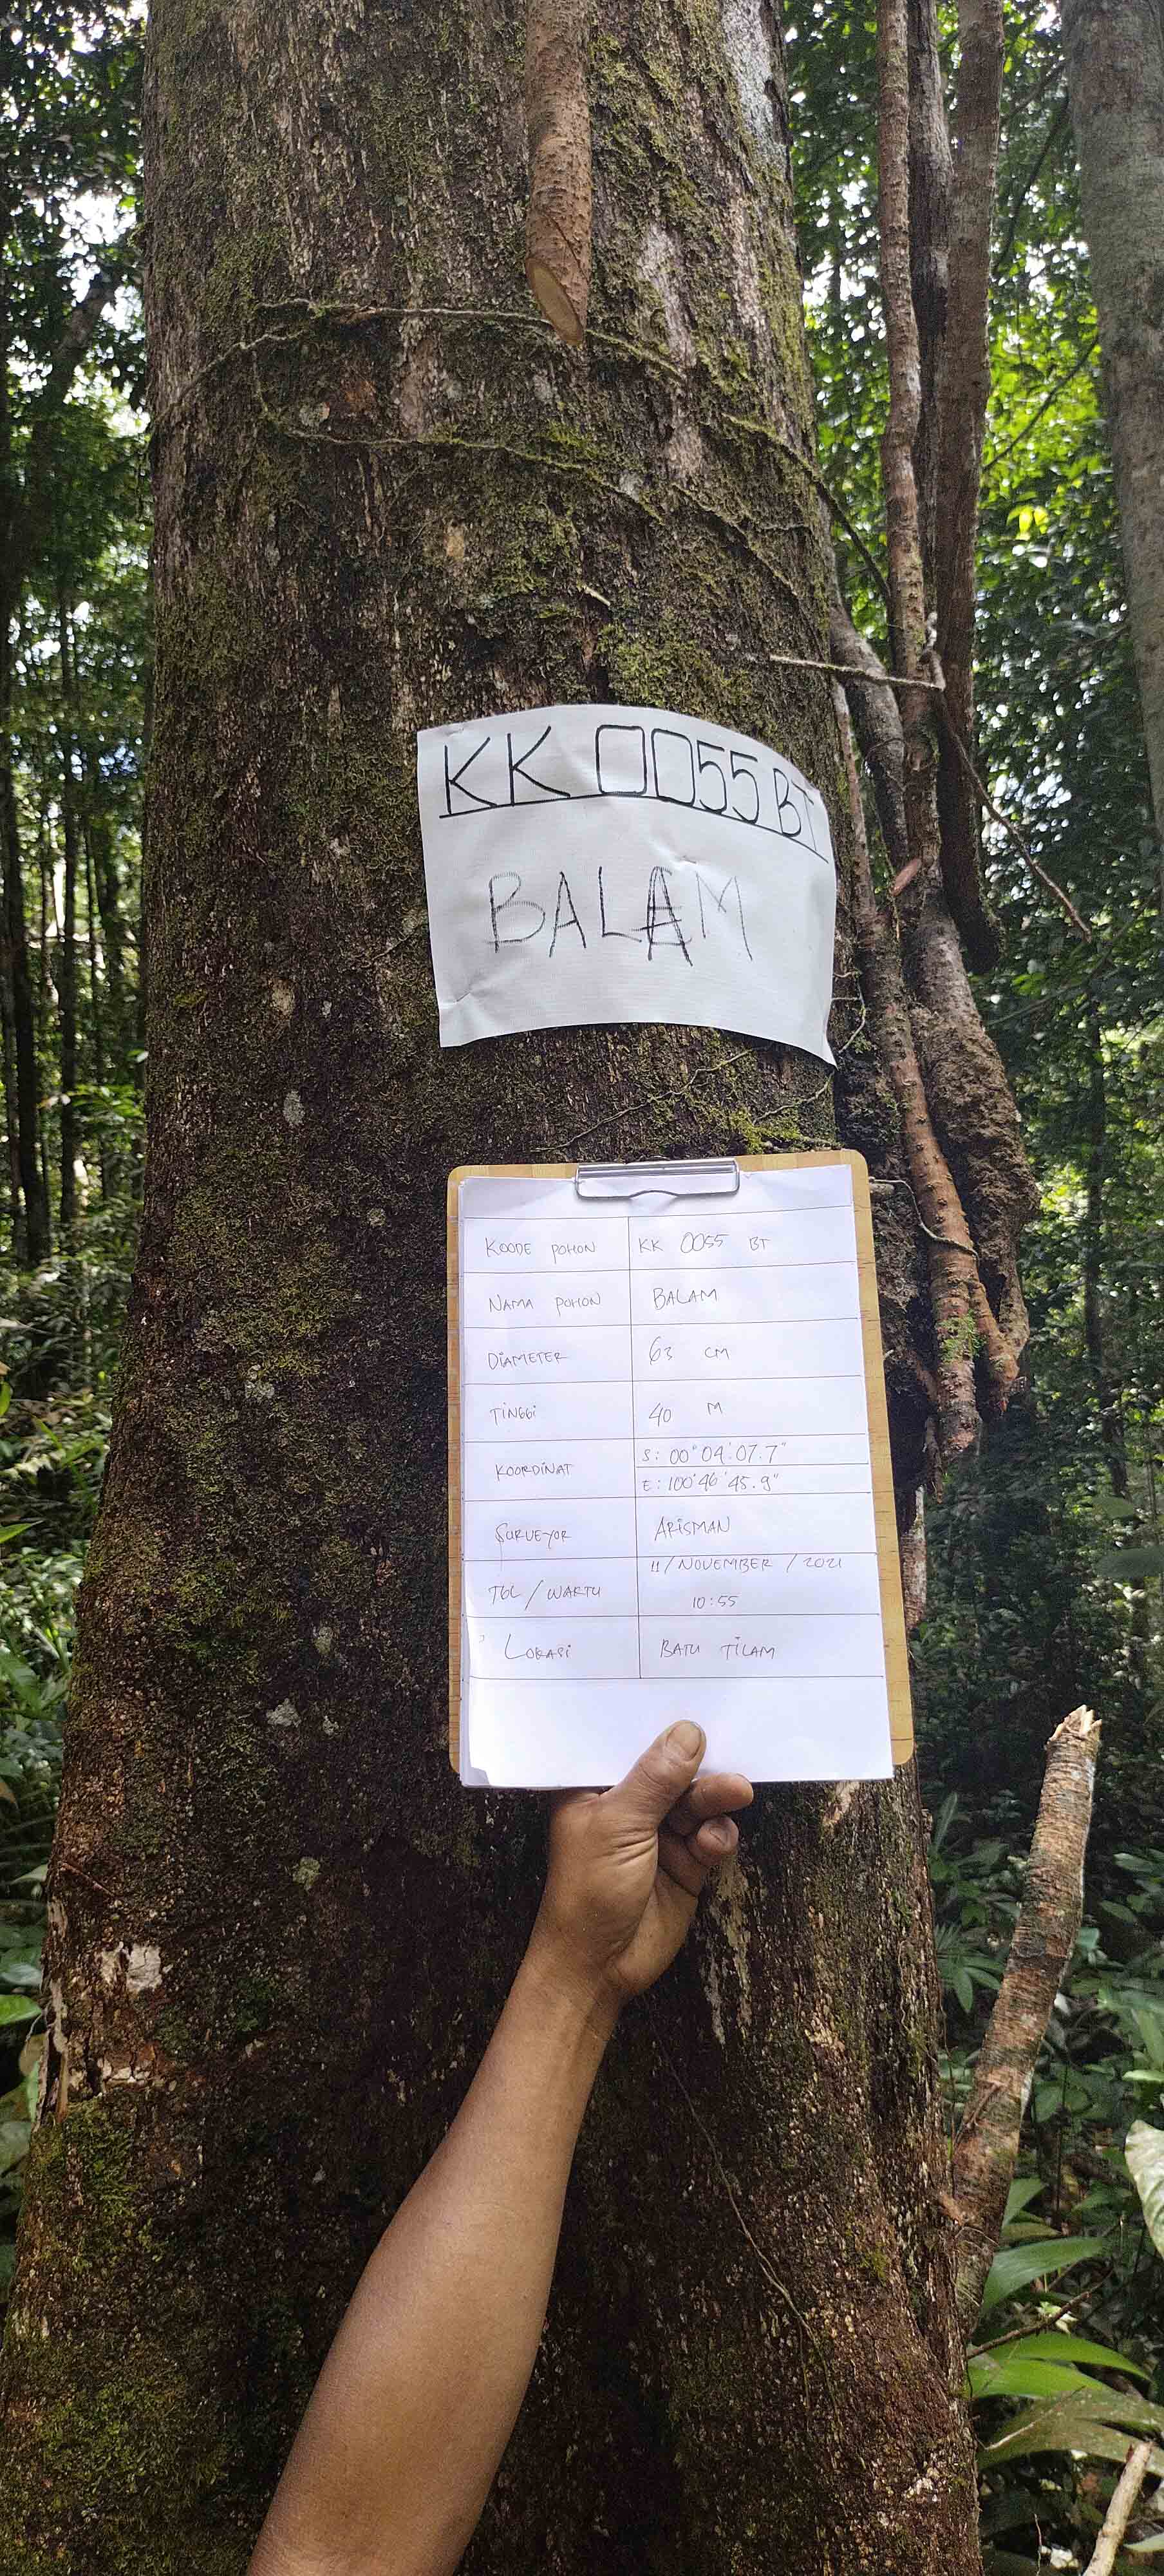 KK 0055 BT
BALAM
KODE POHON KK 0055 BT
NAMA POHON BALAM
DIAMETER 63 CM
TINGGI 40 M
KOORDINAT S: 00°04'.07.7"
E: 100°46'45.9"
SURVEYOR ARISMAN
TGL / WAKTU 11/NOVEMBER / 2021
10:55
LOKASI BATU TILAM